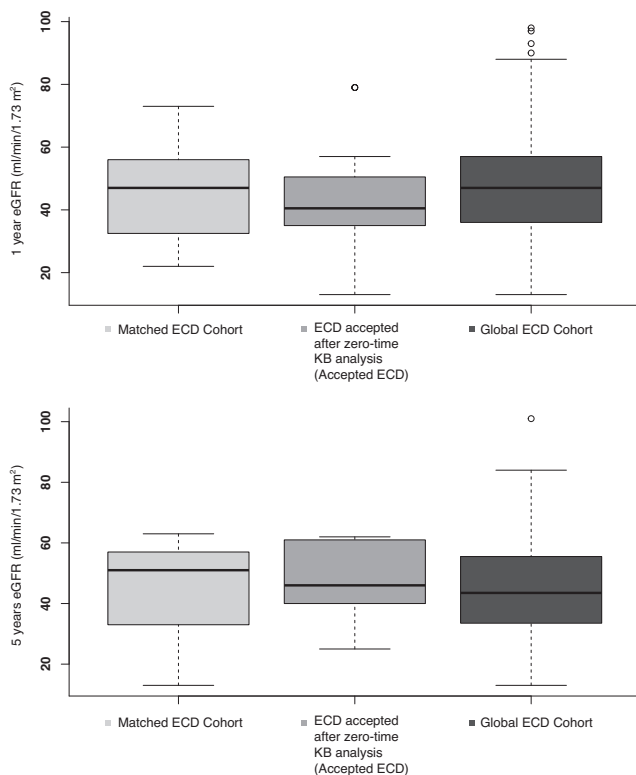 100
80
60
40
20
1 year eGFR (ml/min/1.73 m²)
Matched ECD Cohort
ECD accepted
after zero-time
KB analysis
(Accepted ECD)
Global ECD Cohort
100
80
60
40
20
5 years eGFR (ml/min/1.73 m²)
Matched ECD Cohort
ECD accepted
after zero-time
KB analysis
(Accepted ECD)
Global ECD Cohort